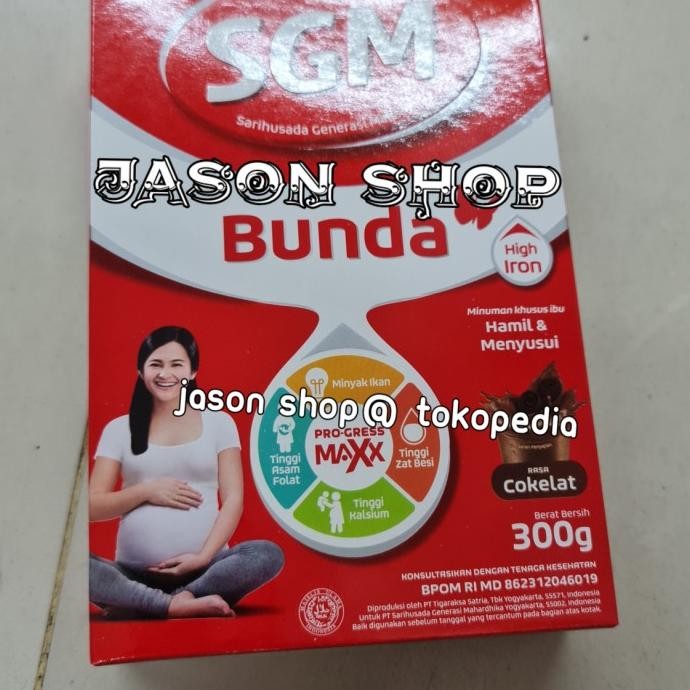 SGM
Sarihusada Generasi
JASON SHOP
Bunda
High
Iron
Minuman khusus ibu
Hamil &
Menyusui
Minyak Ikan
jason shop@ tokopedia
PRO-GRESS
MAXX
Tinggi
Asam
Folat
Tinggi
Zat Besi
Tinggi
Kalsium
RASA
Cokelat
Berat Bersih
300g
KONSULTASIKAN DENGAN TENAGA KESEHATAN
BPOM RI MD 862312046019
Diproduksi oleh PT Tigaraksa Satria, Tbk Yogyakarta, 55571, Indonesia
Untuk PT Sarihusada Generasi Mahardhika Yogyakarta, 55002, Indonesia
Baik digunakan sebelum tanggal yang tercantum pada bagian atas kotak.